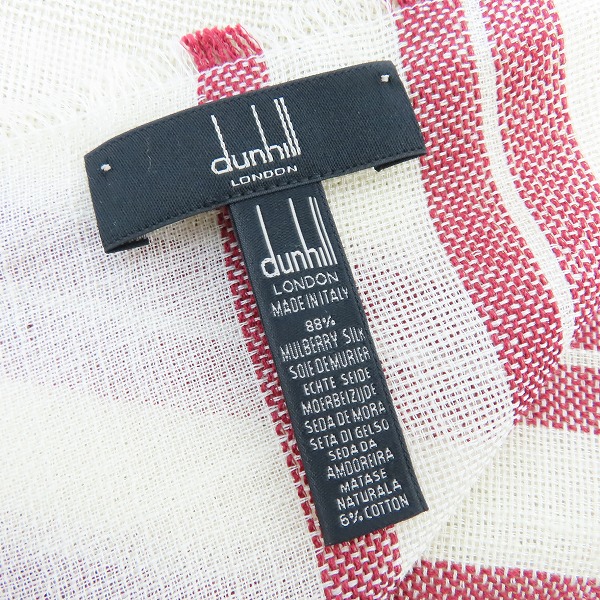 dunhill
LONDON
dunhill
LONDON
MADE IN ITALY
88%
MULBERRY SILK
SOIE DE MURIER
ECHTE SEIDE
MOERBEIZIJDE
SEDA DE MORA
SETA DI GELSO
SEDA DA
AMOREIRA
MATASE
NATURALA
6% COTTON